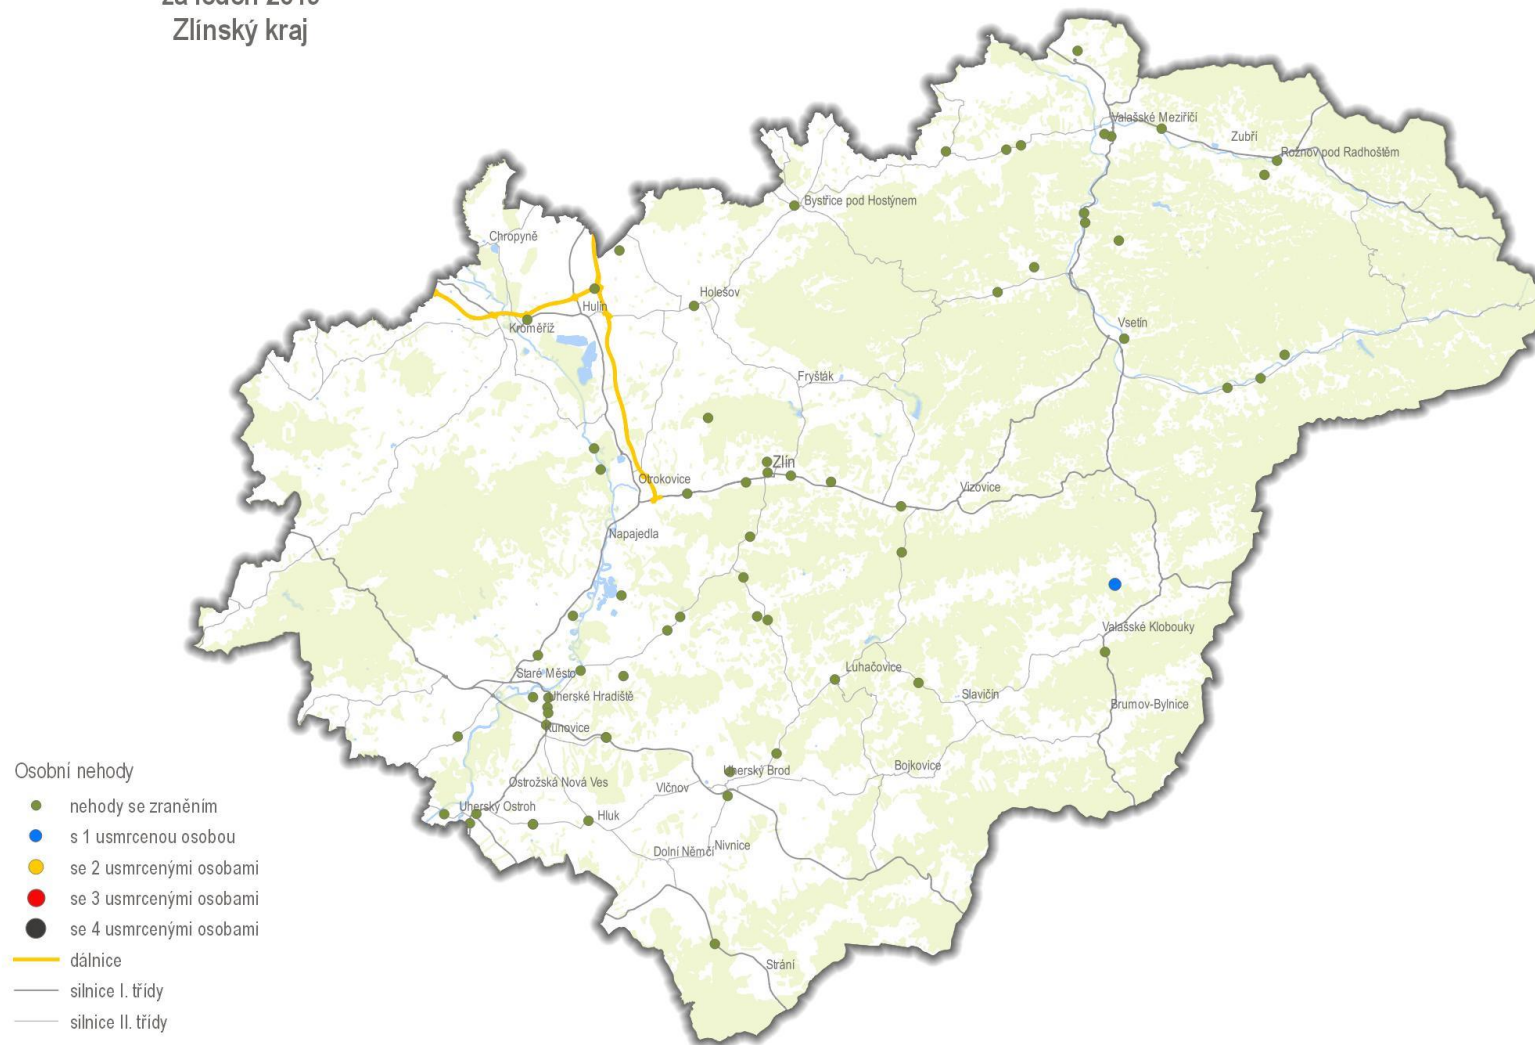 Zlínský kraj
Valašské Meziříčí
Zubří
Rožnov pod Radhoštěm
Bystřice pod Hostýnem
Chropyně
Holešov
Hulín
Kroměříž
Vsetín
Fryšták
Zlín
Otrokovice
Vizovice
Napajedla
Valašské Klobouky
Luhačovice
Staré Město
Slavičín
Uherské Hradiště
Brumov-Bylnice
Kunovice
Bojkovice
Uherský Brod
Ostrožská Nová Ves
Vlčnov
Uherský Ostroh
Hluk
Nivnice
Dolní Němčí
Strání
Osobní nehody
nehody se zraněním
s 1 usmrcenou osobou
se 2 usmrcenými osobami
se 3 usmrcenými osobami
se 4 usmrcenými osobami
dálnice
silnice I. třídy
silnice II. třídy